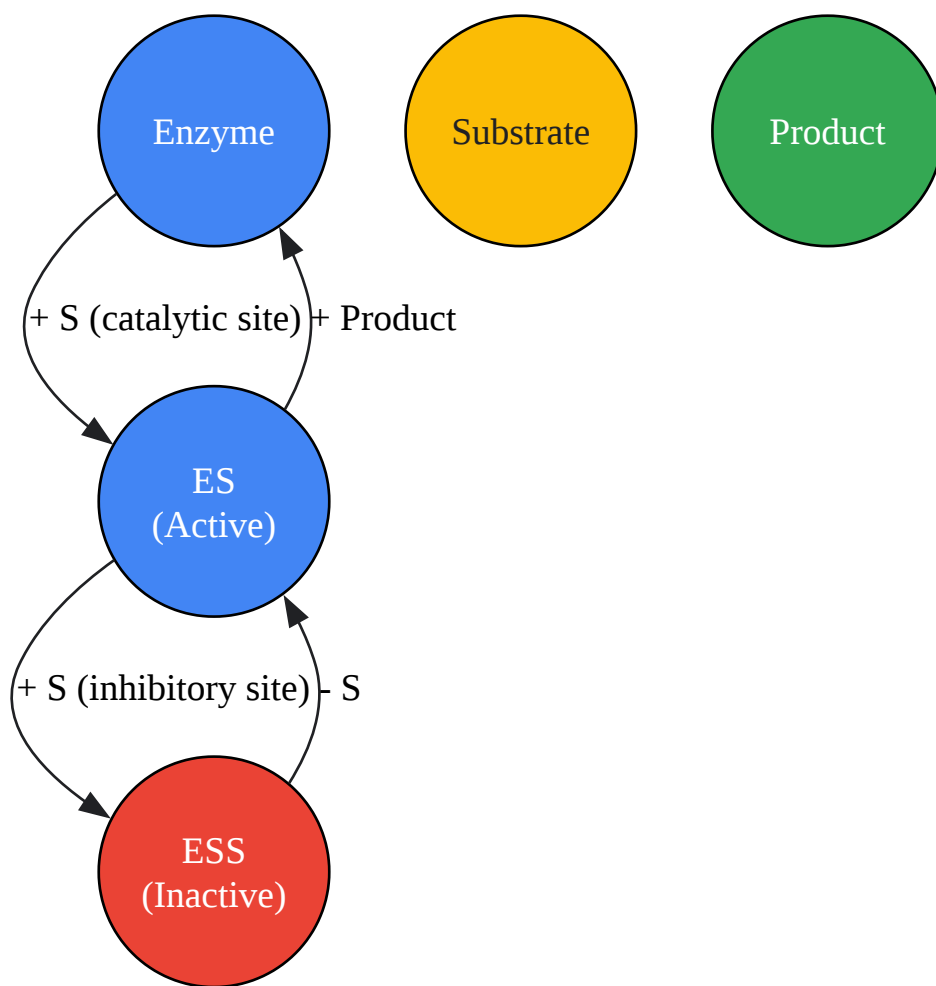 Enzyme
Substrate
Product
+ S (catalytic site)
+ Product
ES
(Active)
+ S (inhibitory site)
- S
ESS
(Inactive)